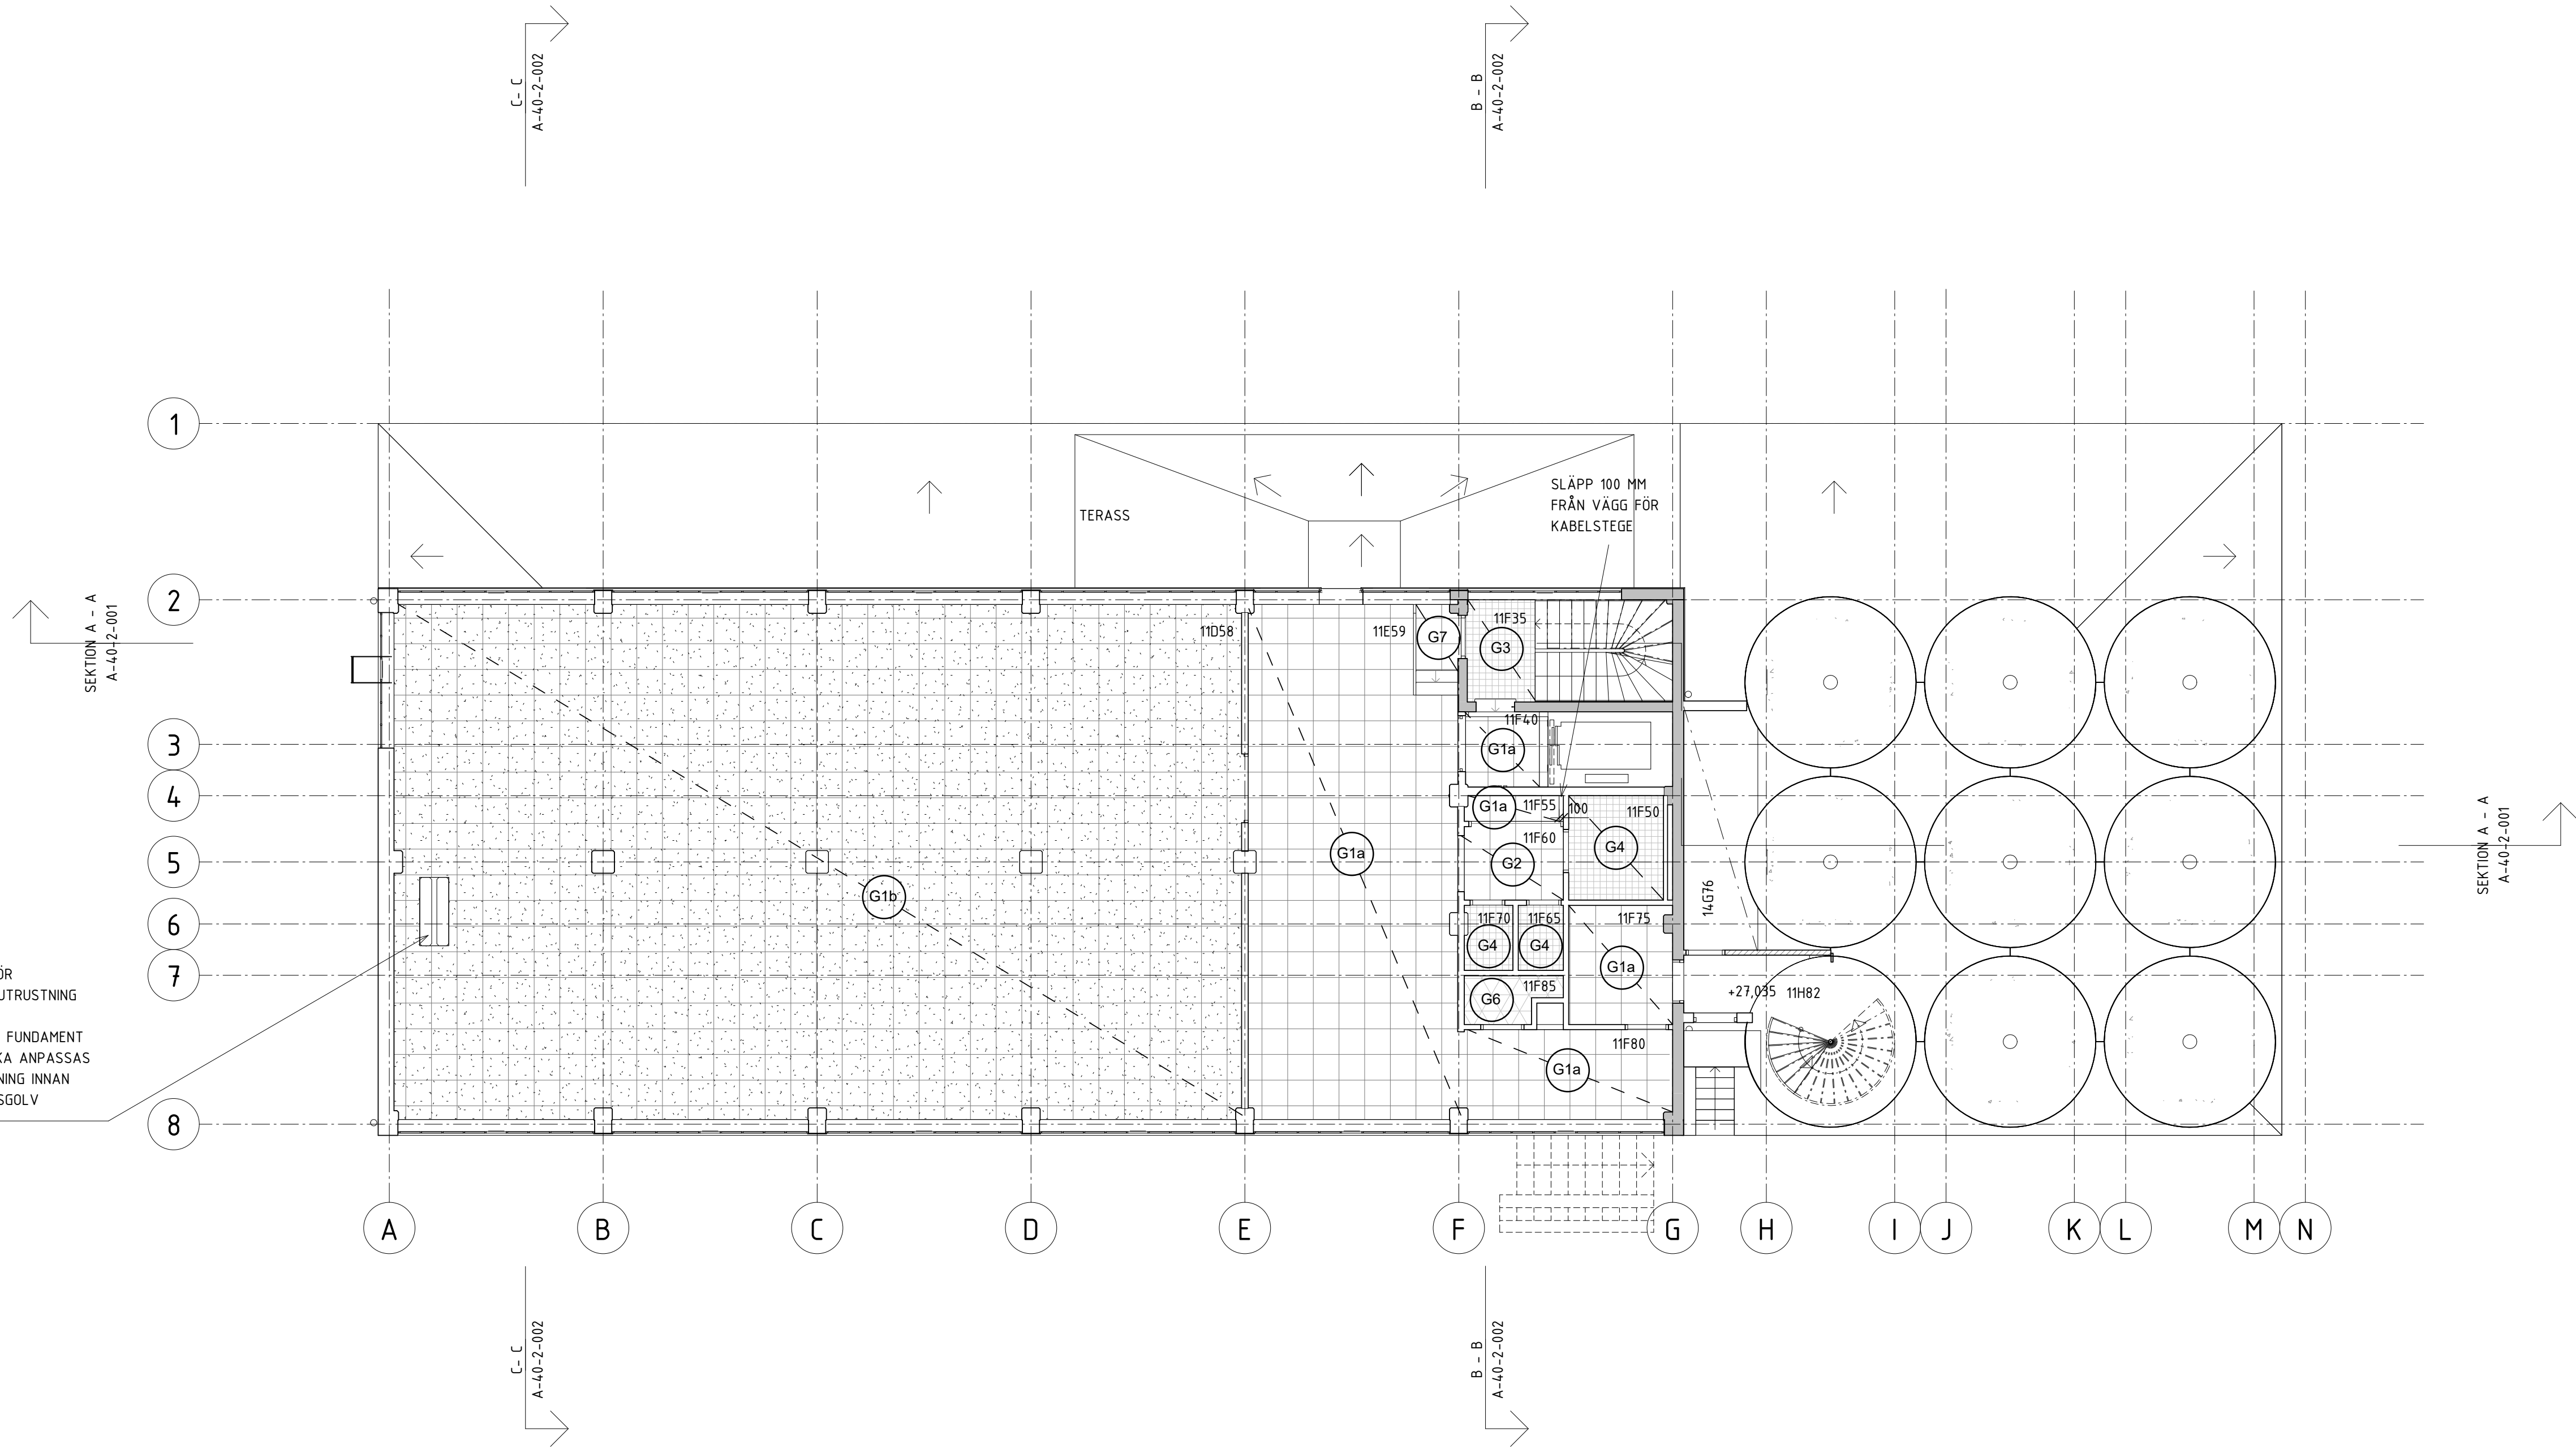 C- C
A-40-2-002
B - B
A-40-2-002
1
2
3
4
5
6
7
8
SEKTION A - A
A-40-2-001
TERASS
SLÄPP 100 MM
FRÅN VÄGG FÖR
KABELSTEGE
11D58
11E59
G7
11F35
G3
11F40
G1a
G1a
11F55
100
11F50
11F60
G2
G4
G1a
G1b
11F70
11F65
11F75
G4
G4
G1a
11F85
G6
11F80
G1a
14G76
+27,035
11H82
SEKTION A - A
A-40-2-001
ÖR
UTRUSTNING
FUNDAMENT
KA ANPASSAS
NING INNAN
SGOLV
A
B
C
D
E
F
G
H
I
J
K
L
M
N
C- C
A-40-2-002
B - B
A-40-2-002